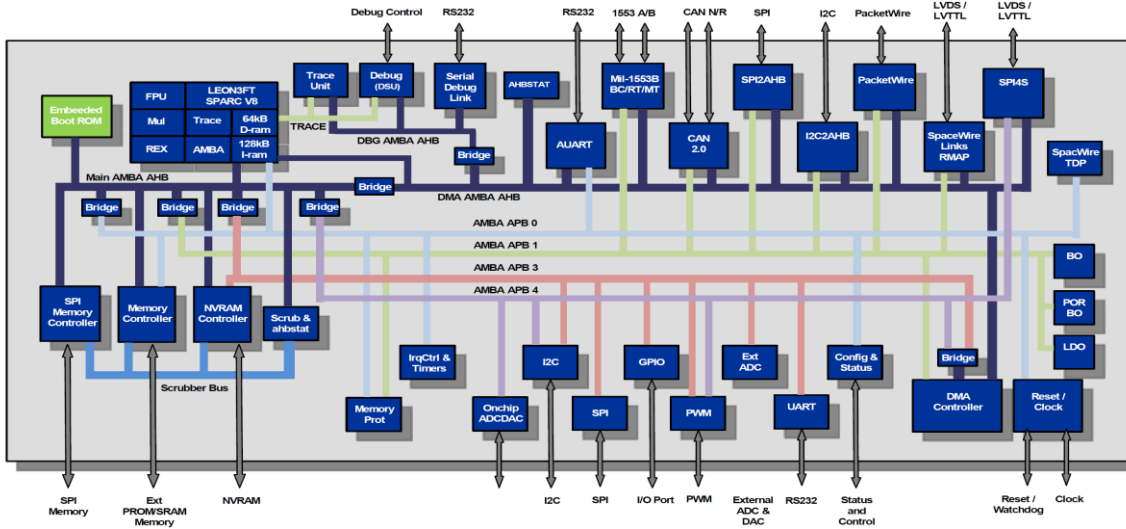 Debug Control
RS232
RS232
1553 A/B
CAN N/R
SPI
I2C
PacketWire
LVDS /
LVTTL
LVDS /
LVTTL
Embeeded
Boot ROM
FPU
LEON3FT
SPARC V8
Mul
Trace
64kB
D-ram
REX
AMBA
128kB
I-ram
Trace
Unit
Debug
(DSU)
Serial
Debug
Link
AHBSTAT
Mil-1553B
BC/RT/MT
SPI2AHB
PacketWire
SPI4S
TRACE
DBG AMBA AHB
Bridge
AUART
CAN
2.0
I2C2AHB
SpaceWire
Links
RMAP
SpacWire
TDP
Main AMBA AHB
Bridge
DMA AMBA AHB
Bridge
Bridge
Bridge
Bridge
AMBA APB 0
AMBA APB 1
AMBA APB 3
AMBA APB 4
BO
POR
BO
LDO
SPI
Memory
Controller
Memory
Controller
NVRAM
Controller
Scrub &
ahbstat
Scrubber Bus
IrqCtrl &
Timers
I2C
GPIO
Ext
ADC
Config &
Status
Bridge
Memory
Prot
Onchip
ADCDAC
SPI
PWM
UART
DMA
Controller
Reset /
Clock
SPI
Memory
Ext
PROM/SRAM
Memory
NVRAM
I2C
SPI
I/O Port
PWM
External
ADC &
DAC
RS232
Status
and
Control
Reset /
Watchdog
Clock